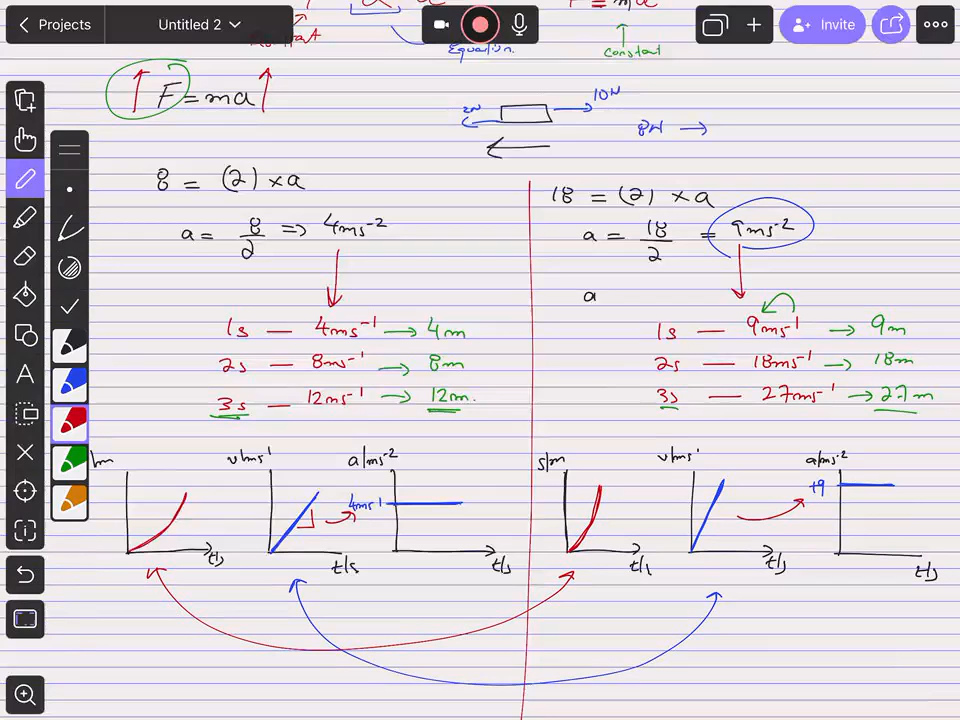 Projects
Untitled 2
Invite
Equation.
Constant
F = ma
2N
10N
8N →
8 = (2) × a
a = 8/2 => 4ms⁻²
1s — 4ms⁻¹ → 4m
2s — 8ms⁻¹ → 8m
3s — 12ms⁻¹ → 12m.
18 = (2) × a
a = 18/2 = 9ms⁻²
a
1s — 9ms⁻¹ → 9m
2s — 18ms⁻¹ → 18m
3s — 27ms⁻¹ → 27m
/m
t/s
v/ms⁻¹
t/s
a/ms⁻²
4ms⁻¹
t/s
s/m
t/s
v/ms⁻¹
t/s
a/ms⁻²
+9
t/s